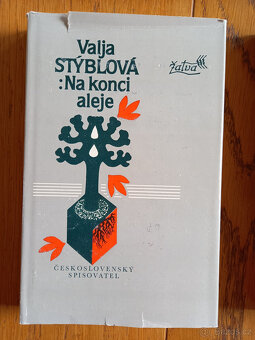 Valja
STÝBLOVÁ
:Na konci
aleje
Žatva
ČESKOSLOVENSKÝ
SPISOVATEL